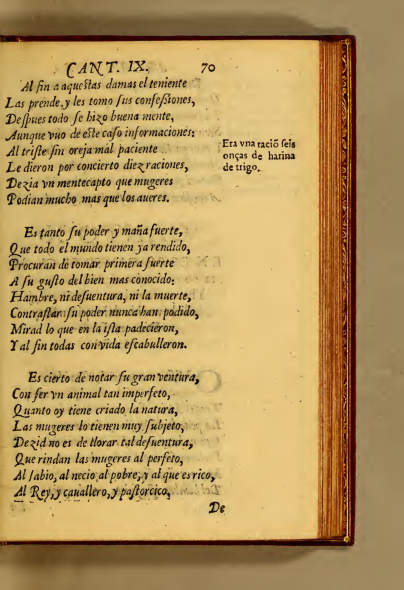 CANT. IX. 70
Al fin a aqueſtas damas el teniente
Las prende, y les tomo ſus confeſsiones,
Deſpues todo ſe hizo buena mente,
Aunque vuo de eſte caſo informaciones:
Al triſte ſin oreja mal paciente
Le dieron por concierto diez raciones,
Dezia vn mentecapto que mugeres
Podian mucho mas que los aueres.
Era vna ració ſeis
onças de harina
de trigo.
Es tanto ſu poder y maña fuerte,
Que todo el mundo tienen ya rendido,
Procuran de tomar primera ſuerte
A ſu guſto del bien mas conocido:
Hambre, ni deſuentura, ni la muerte,
Contraſtar ſu poder nunca han podido,
Mirad lo que en la iſla padecieron,
Y al fin todas con vida eſcabulleron.
Es cierto de notar ſu gran ventura,
Con ſer vn animal tan imperfeto,
Quanto oy tiene criado la natura,
Las mugeres lo tienen muy ſubjeto,
Dezid no es de llorar tal deſuentura,
Que rindan las mugeres al perfeto,
Al ſabio, al necio al pobre, y al que es rico,
Al Rey, y cauallero, y paſtorcico,
De